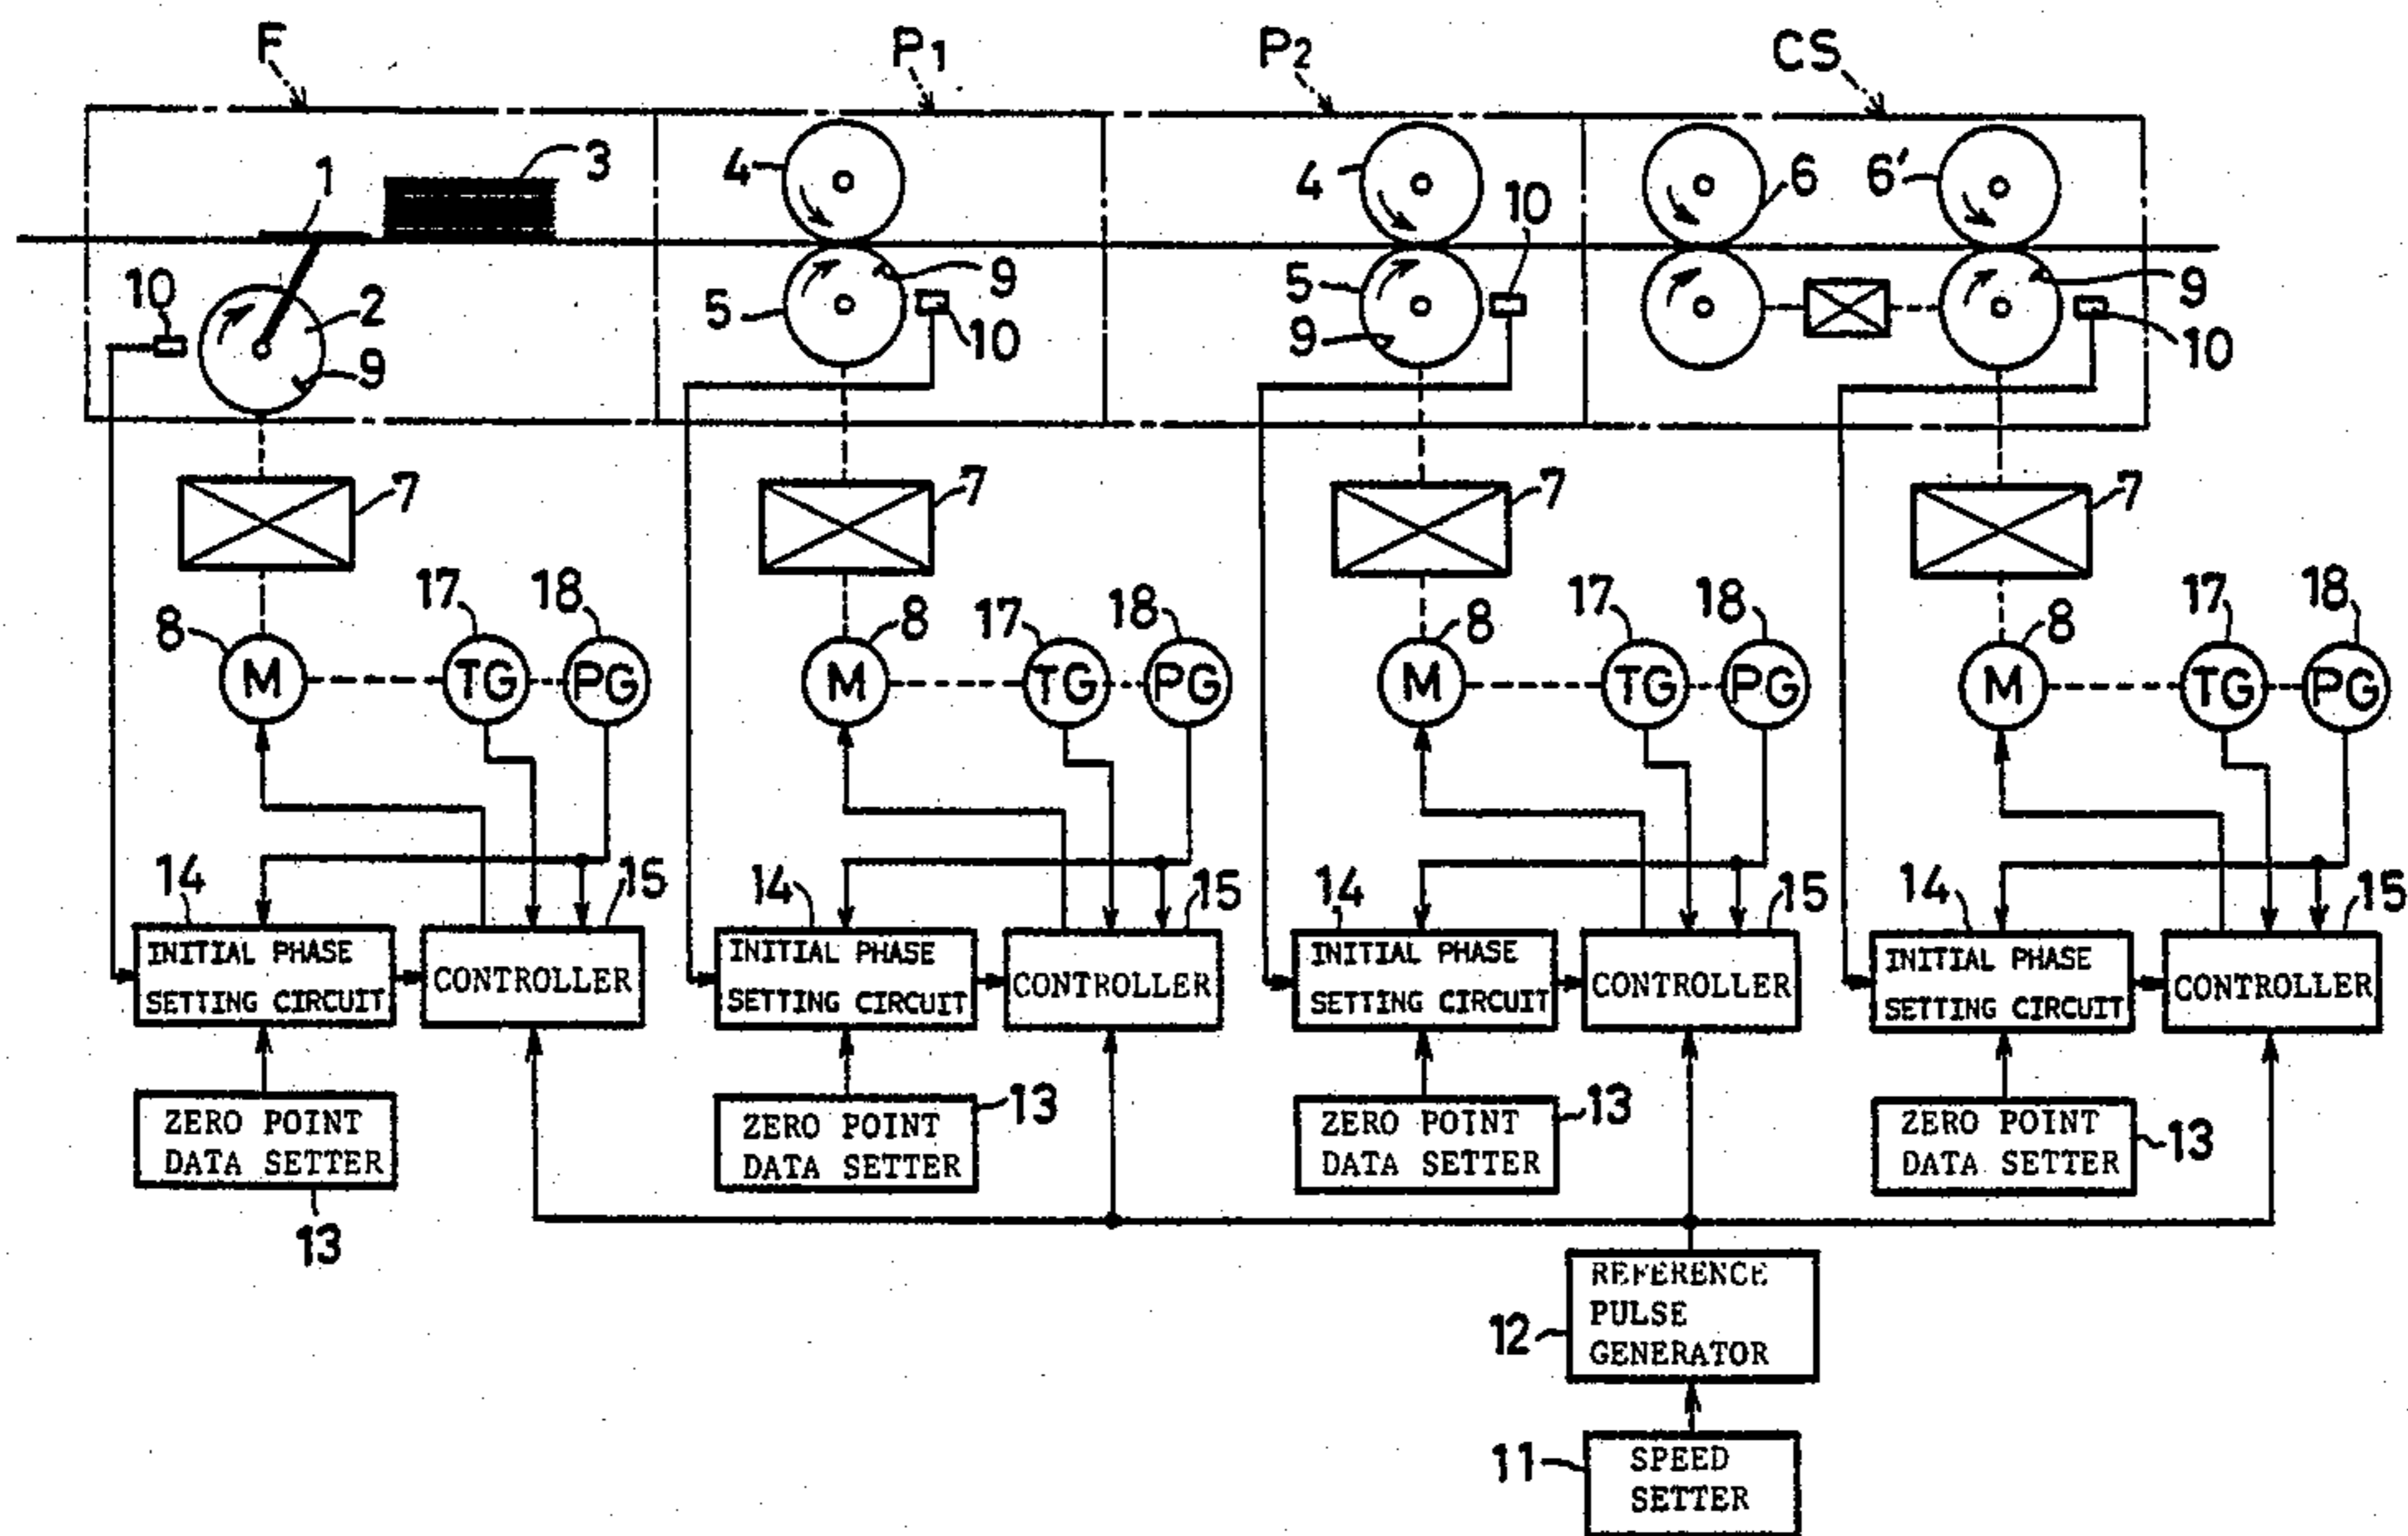 F P1 P2 CS
1 3 4 4 10 6 6'
10 2 9 5 9 10 5 9 9 10
7 7 7 7
17 18 17 18 17 18 17 18
8 8 8 8
M TG PG M TG PG M TG PG M TG PG
14 15 14 15 14 15 14 15
INITIAL PHASE
SETTING CIRCUIT
CONTROLLER
INITIAL PHASE
SETTING CIRCUIT
CONTROLLER
INITIAL PHASE
SETTING CIRCUIT
CONTROLLER
INITIAL PHASE
SETTING CIRCUIT
CONTROLLER
ZERO POINT
DATA SETTER
13
ZERO POINT
DATA SETTER
13
ZERO POINT
DATA SETTER
13
ZERO POINT
DATA SETTER
13
12
REFERENCE
PULSE
GENERATOR
11
SPEED
SETTER